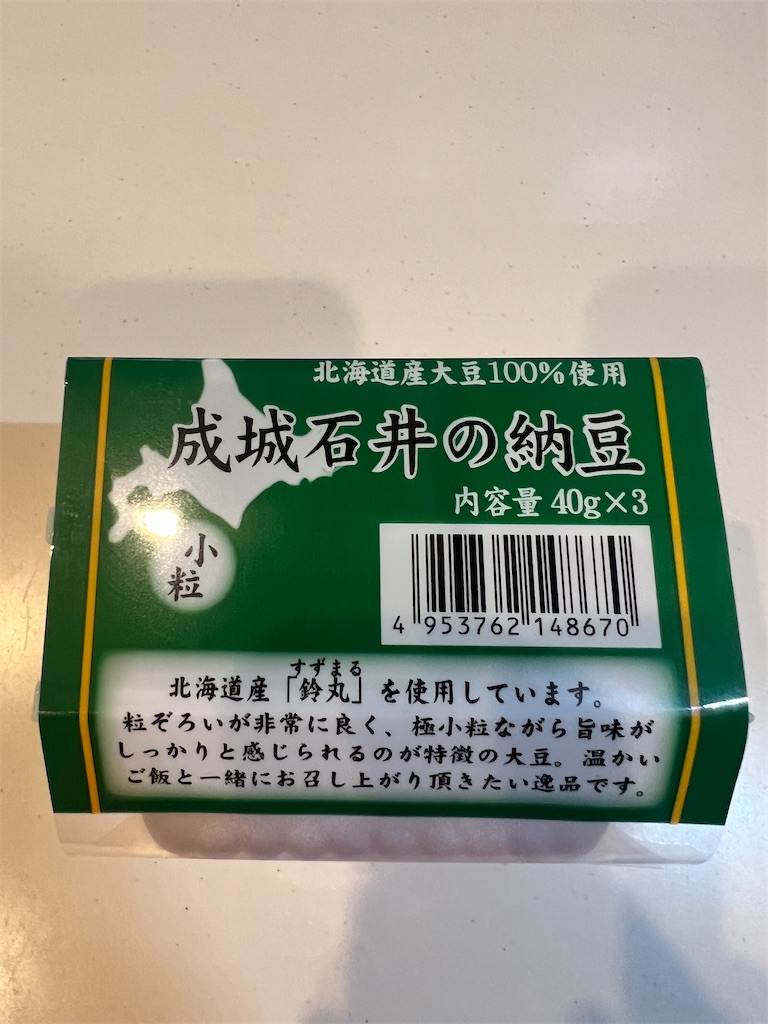 北海道産大豆100%使用
成城石井の納豆
内容量 40g×3
小粒
4 953762 148670
すずまる
北海道産「鈴丸」を使用しています。
粒ぞろいが非常に良く、極小粒ながら旨味が
しっかりと感じられるのが特徴の大豆。温かい
ご飯と一緒にお召し上がり頂きたい逸品です。